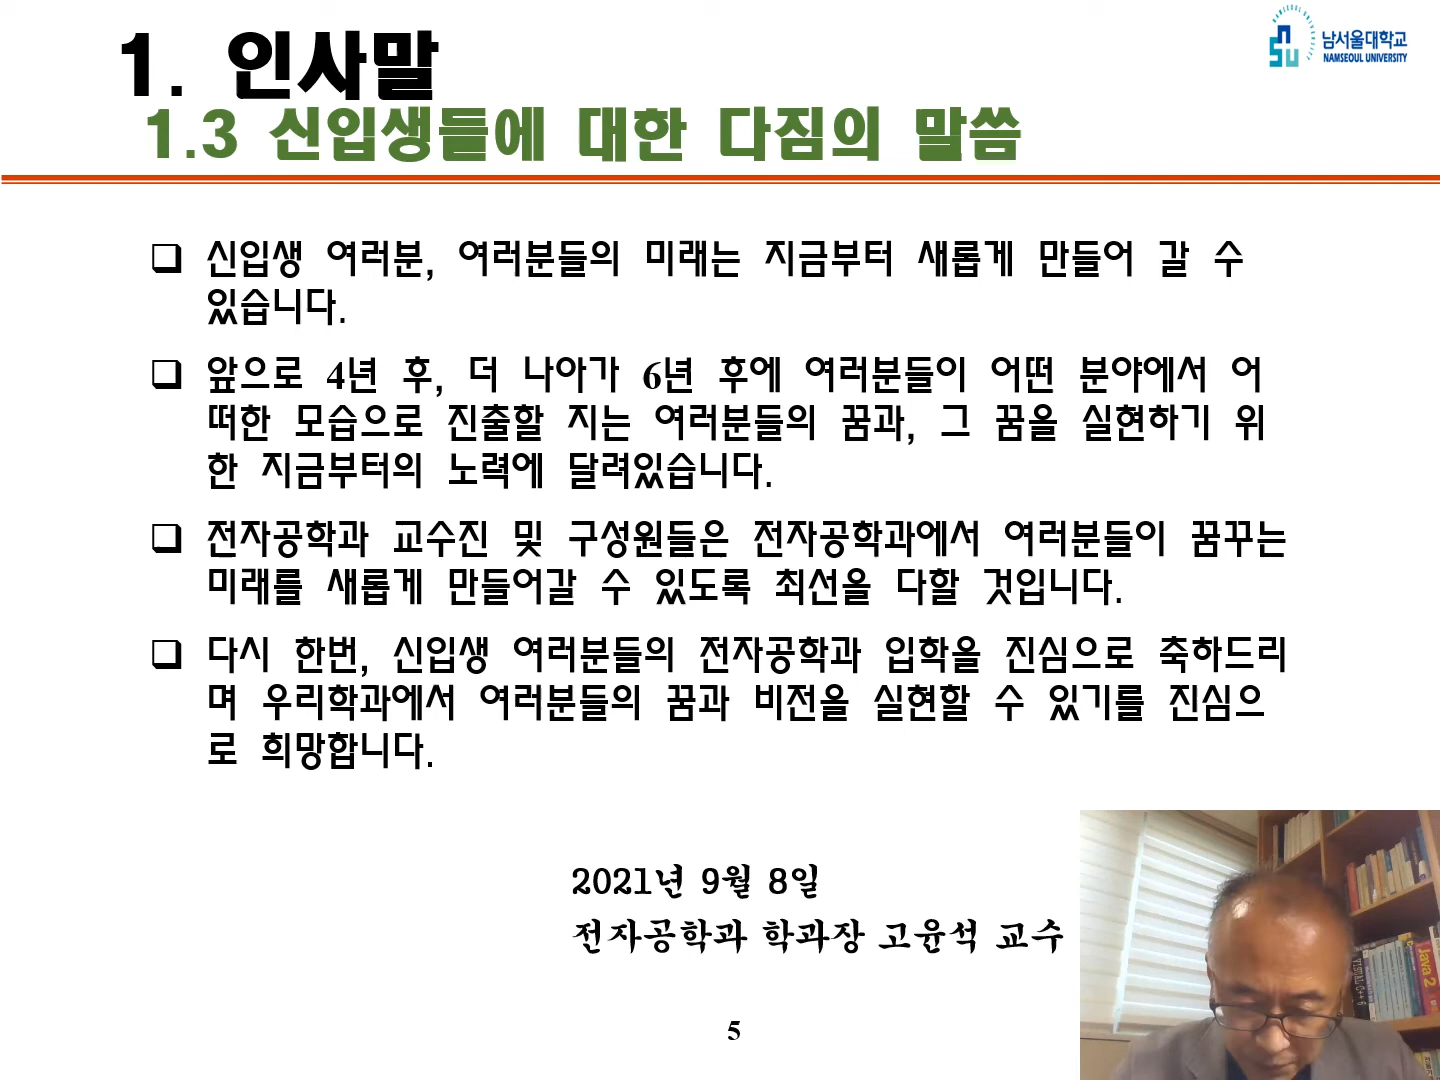 1. 인사말
남서울대학교
NAMSEOUL UNIVERSITY
1.3 신입생들에 대한 다짐의 말씀
❑ 신입생 여러분, 여러분들의 미래는 지금부터 새롭게 만들어 갈 수
있습니다.
❑ 앞으로 4년 후, 더 나아가 6년 후에 여러분들이 어떤 분야에서 어
떠한 모습으로 진출할 지는 여러분들의 꿈과, 그 꿈을 실현하기 위
한 지금부터의 노력에 달려있습니다.
❑ 전자공학과 교수진 및 구성원들은 전자공학과에서 여러분들이 꿈꾸는
미래를 새롭게 만들어갈 수 있도록 최선을 다할 것입니다.
❑ 다시 한번, 신입생 여러분들의 전자공학과 입학을 진심으로 축하드리
며 우리학과에서 여러분들의 꿈과 비전을 실현할 수 있기를 진심으
로 희망합니다.
2021년 9월 8일
전자공학과 학과장 고윤석 교수
Java 2
VISUAL C++ 6
5